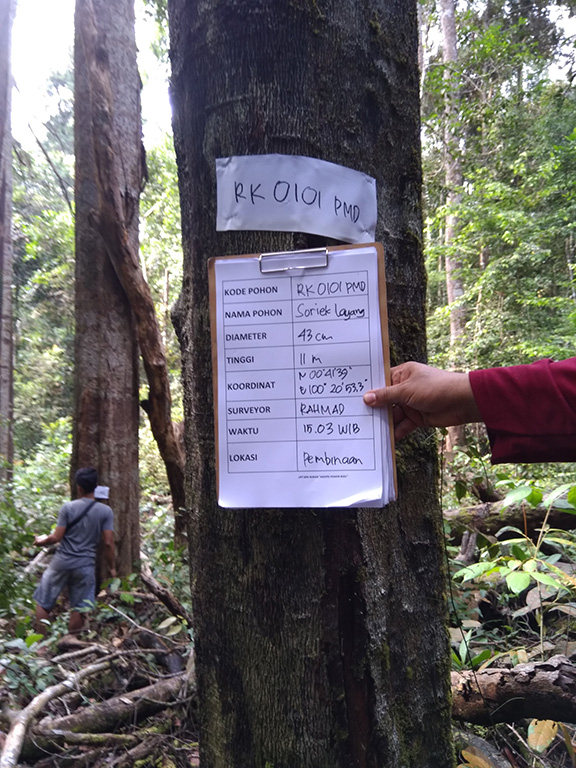 RK 0101 PMD
KODE POHON RK 0101 PMD
NAMA POHON Soriek Layang
DIAMETER 43 cm
TINGGI 11 m
KOORDINAT N 00°41'39"
E 100° 20' 53.3"
SURVEYOR RAHMAD
WAKTU 15.03 WIB
LOKASI Pembinaan